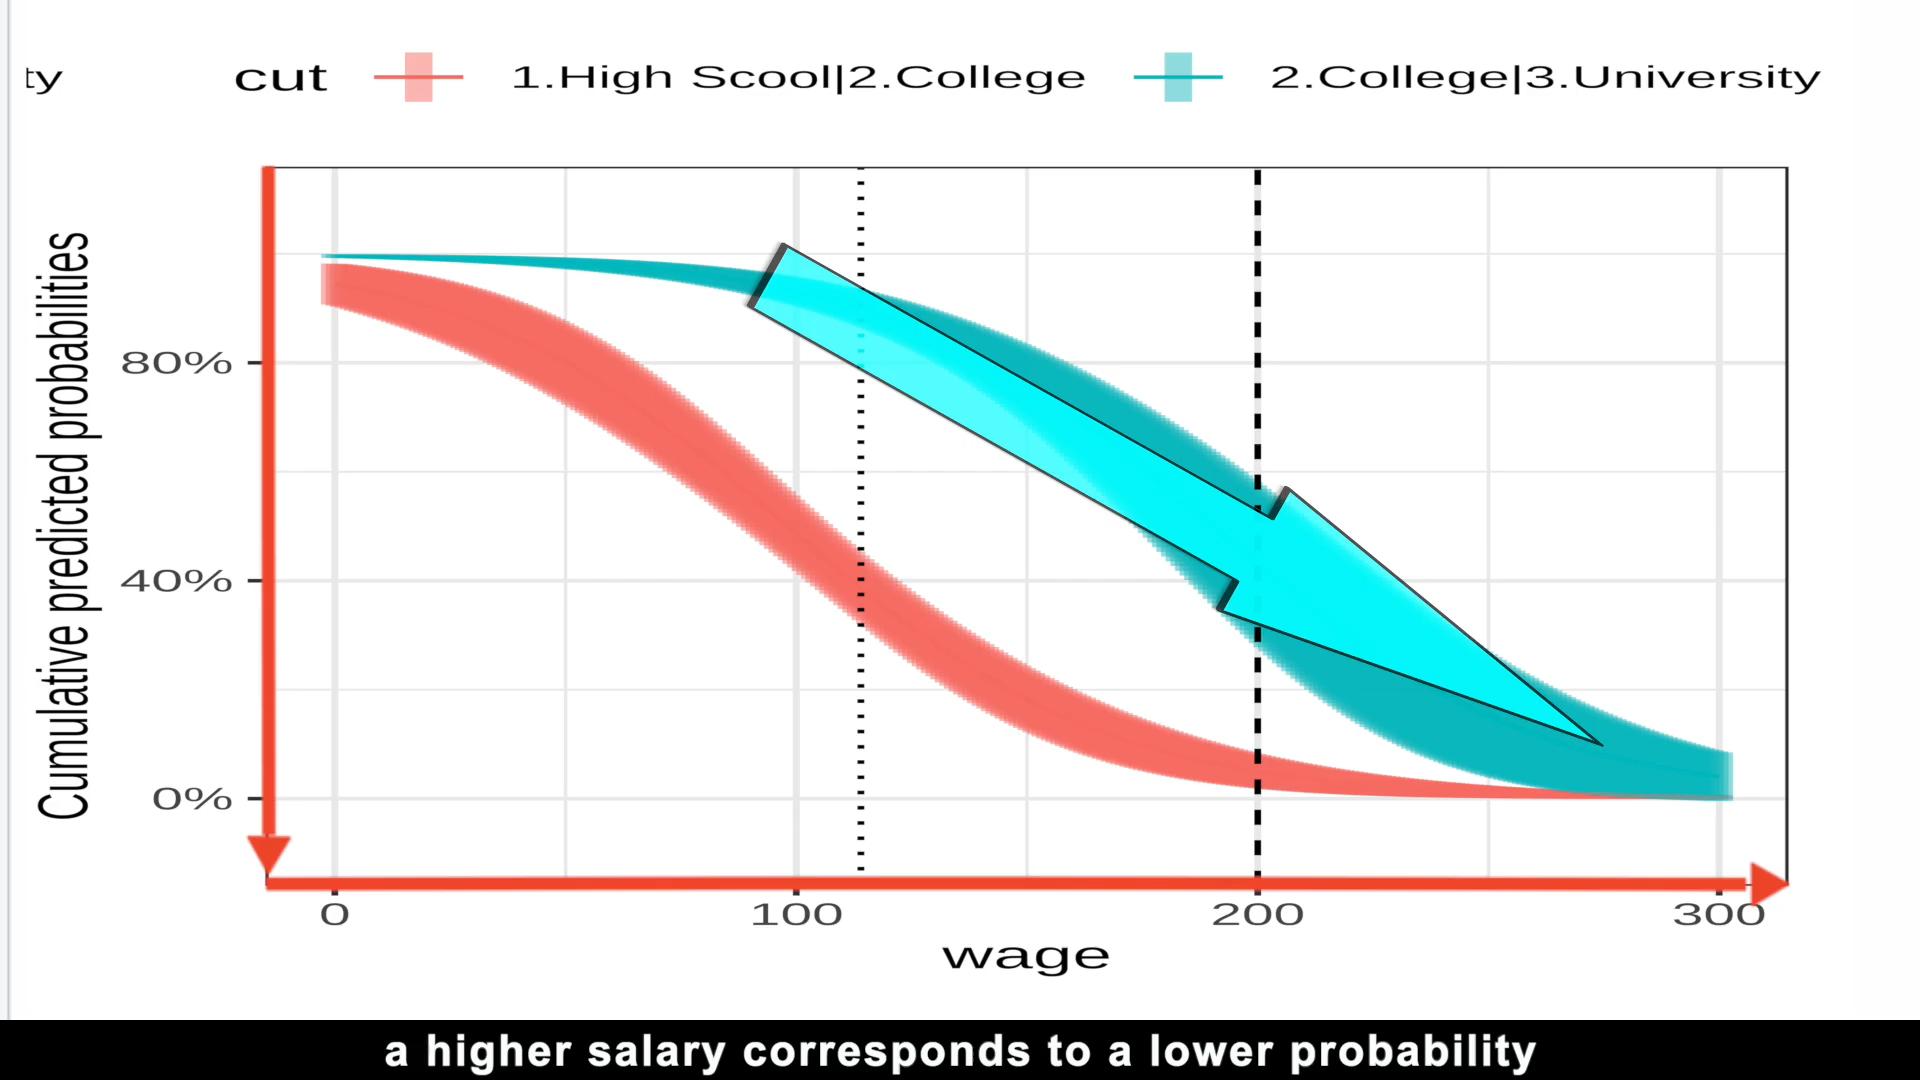 ty cut 1.High Scool|2.College 2.College|3.University
Cumulative predicted probabilities
80%
40%
0%
0 100 200 300
wage
a higher salary corresponds to a lower probability